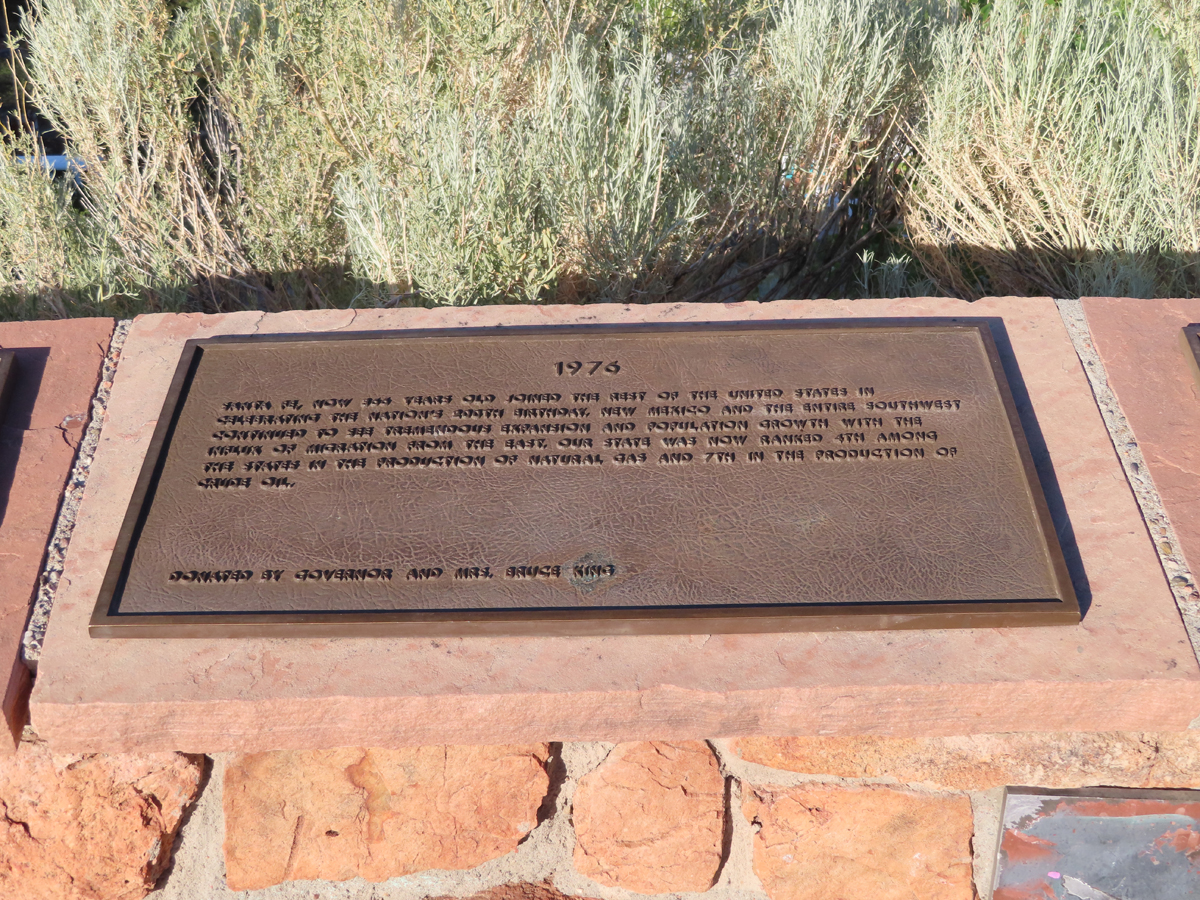 1976
SANTA FE, NOW 366 YEARS OLD JOINED THE REST OF THE UNITED STATES IN
CELEBRATING THE NATION'S 200TH BIRTHDAY, NEW MEXICO AND THE ENTIRE SOUTHWEST
CONTINUED TO SEE TREMENDOUS EXPANSION AND POPULATION GROWTH WITH THE
INFLUX OF MIGRATION FROM THE EAST. OUR STATE WAS NOW RANKED 4TH AMONG
THE STATES IN THE PRODUCTION OF NATURAL GAS AND 7TH IN THE PRODUCTION OF
CRUDE OIL.
DONATED BY GOVERNOR AND MRS. BRUCE KING